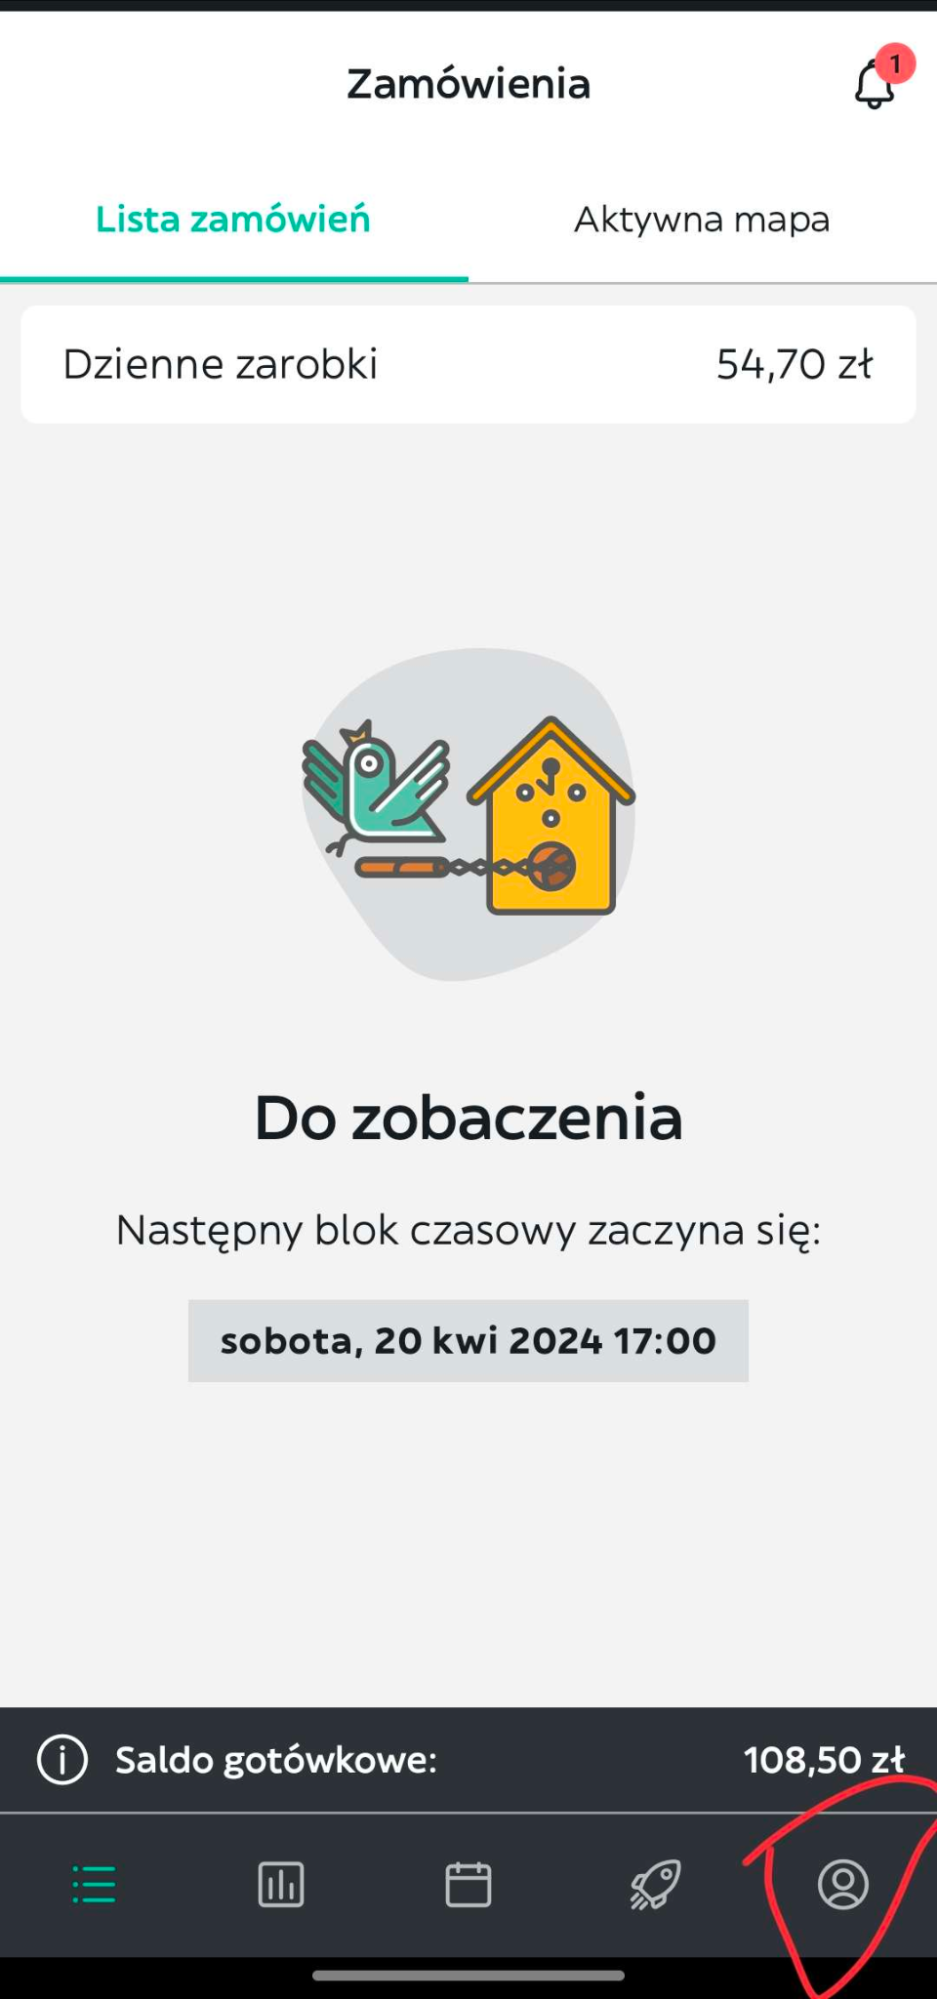 Zamówienia
1
Lista zamówień
Aktywna mapa
Dzienne zarobki
54,70 zł
Do zobaczenia
Następny blok czasowy zaczyna się:
sobota, 20 kwi 2024 17:00
Saldo gotówkowe:
108,50 zł